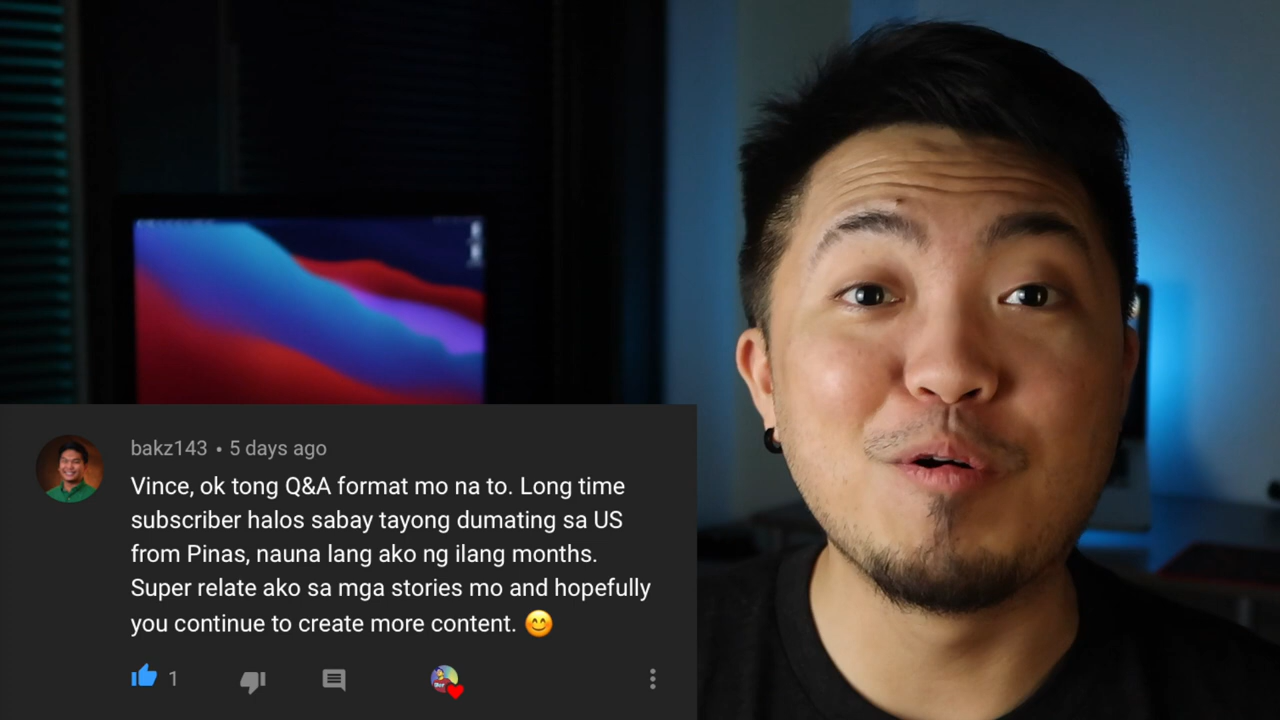 bakz143 • 5 days ago
Vince, ok tong Q&A format mo na to. Long time
subscriber halos sabay tayong dumating sa US
from Pinas, nauna lang ako ng ilang months.
Super relate ako sa mga stories mo and hopefully
you continue to create more content. 😊
1